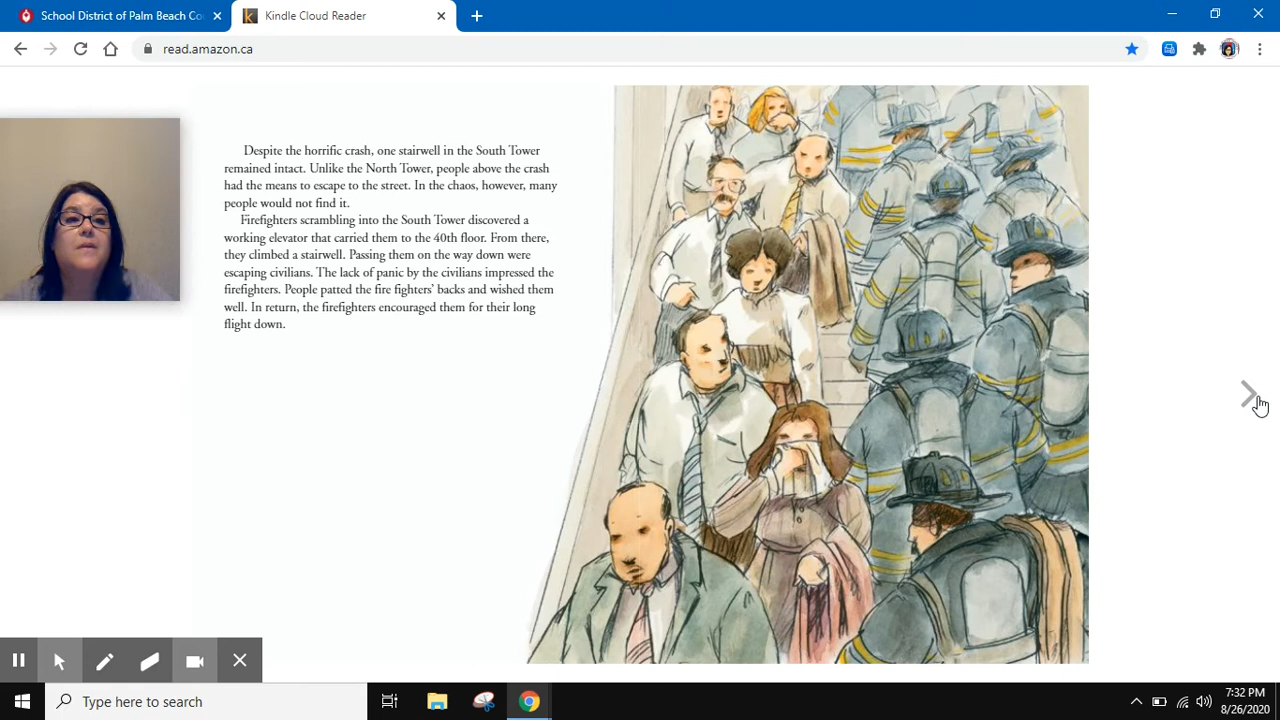 School District of Palm Beach Co
Kindle Cloud Reader
read.amazon.ca
Despite the horrific crash, one stairwell in the South Tower
remained intact. Unlike the North Tower, people above the crash
had the means to escape to the street. In the chaos, however, many
people would not find it.
Firefighters scrambling into the South Tower discovered a
working elevator that carried them to the 40th floor. From there,
they climbed a stairwell. Passing them on the way down were
escaping civilians. The lack of panic by the civilians impressed the
firefighters. People patted the fire fighters' backs and wished them
well. In return, the firefighters encouraged them for their long
flight down.
Type here to search
7:32 PM
8/26/2020